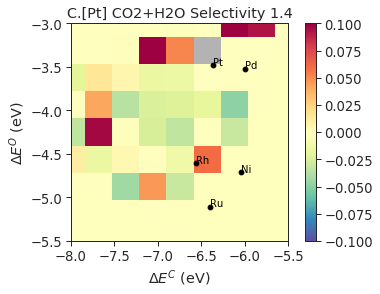 C.[Pt] CO2+H2O Selectivity 1.4
−3.0
−3.5
−4.0
−4.5
−5.0
−5.5
ΔE^O (eV)
Pt
Pd
Rh
Ni
Ru
−8.0 −7.5 −7.0 −6.5 −6.0 −5.5
ΔE^C (eV)
0.100
0.075
0.050
0.025
0.000
−0.025
−0.050
−0.075
−0.100